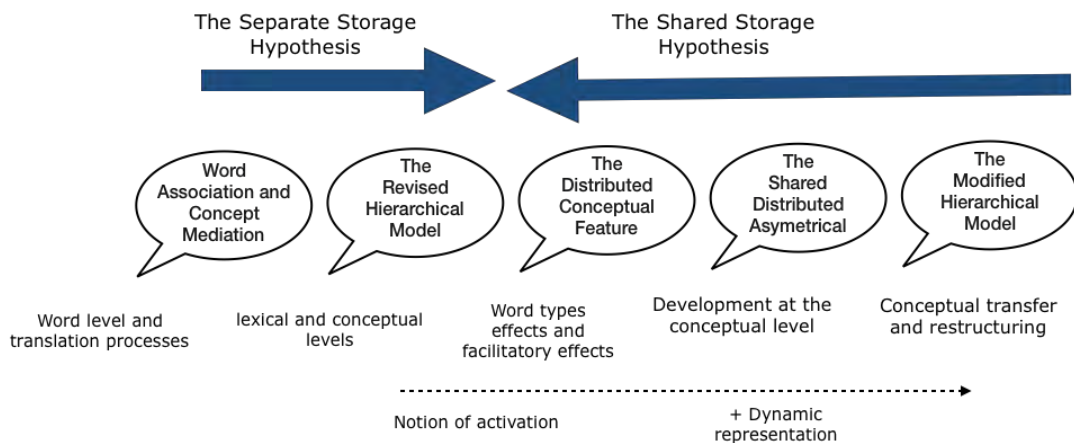 The Separate Storage
Hypothesis
The Shared Storage
Hypothesis
Word
Association and
Concept
Mediation
The
Revised
Hierarchical
Model
The
Distributed
Conceptual
Feature
The
Shared
Distributed
Asymetrical
The
Modified
Hierarchical
Model
Word level and
translation processes
lexical and conceptual
levels
Word types
effects and
facilitatory effects
Development at the
conceptual level
Conceptual transfer
and restructuring
Notion of activation
+ Dynamic
representation